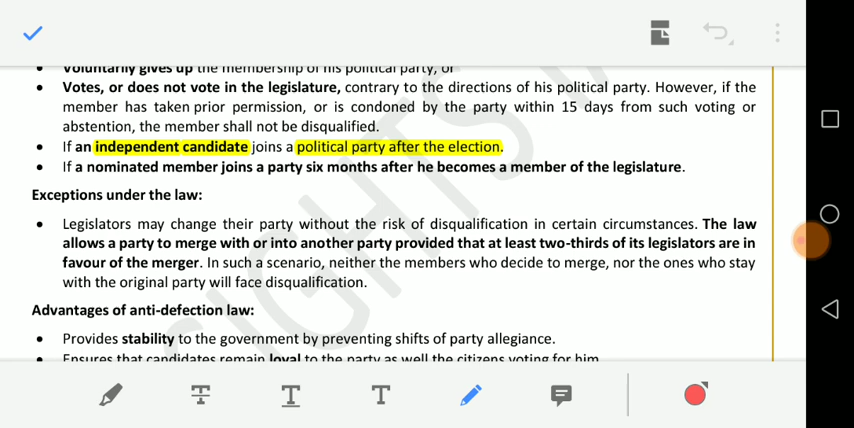 Voluntarily gives up the membership of his political party, or
Votes, or does not vote in the legislature, contrary to the directions of his political party. However, if the
member has taken prior permission, or is condoned by the party within 15 days from such voting or
abstention, the member shall not be disqualified.
If an independent candidate joins a political party after the election.
If a nominated member joins a party six months after he becomes a member of the legislature.
Exceptions under the law:
Legislators may change their party without the risk of disqualification in certain circumstances. The law
allows a party to merge with or into another party provided that at least two-thirds of its legislators are in
favour of the merger. In such a scenario, neither the members who decide to merge, nor the ones who stay
with the original party will face disqualification.
Advantages of anti-defection law:
Provides stability to the government by preventing shifts of party allegiance.
Ensures that candidates remain loyal to the party as well the citizens voting for him.